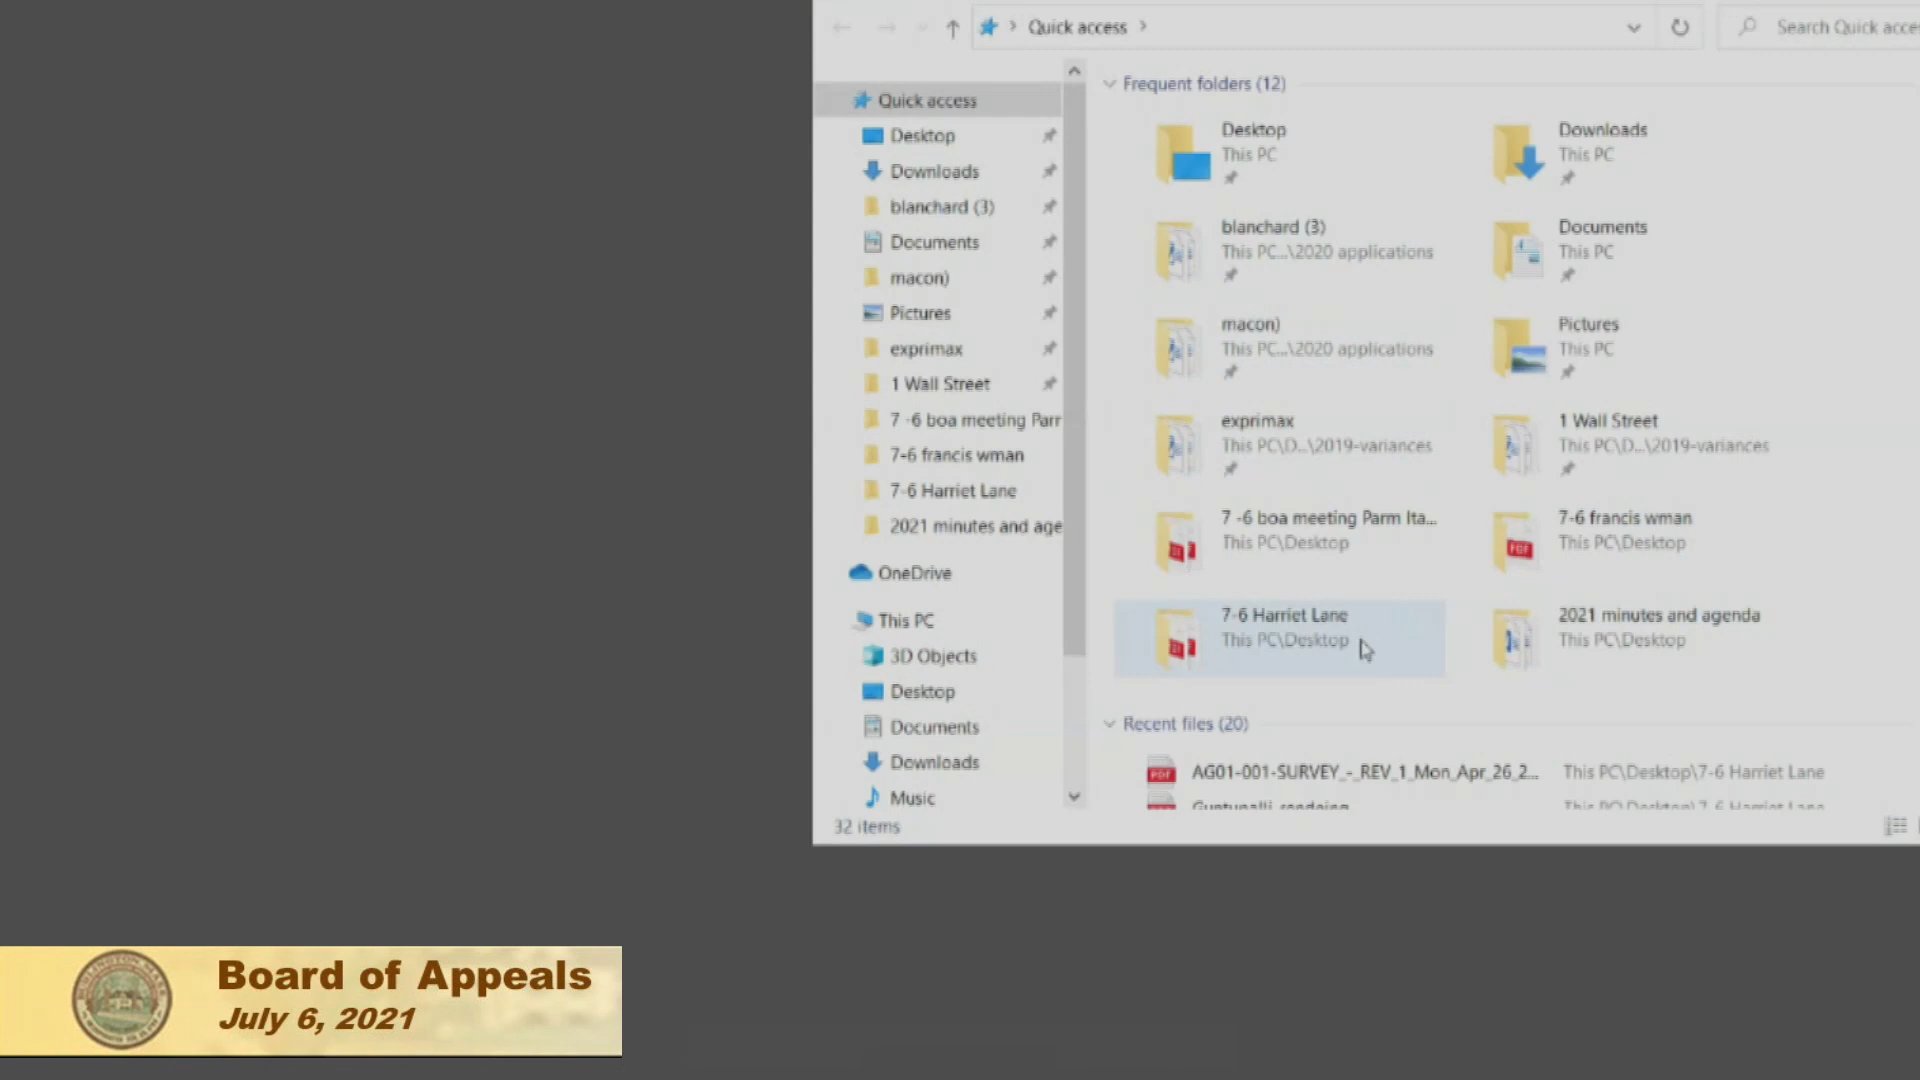 Quick access
Search Quick acce
Quick access
Desktop
Downloads
blanchard (3)
Documents
macon)
Pictures
exprimax
1 Wall Street
7 -6 boa meeting Parr
7-6 francis wman
7-6 Harriet Lane
2021 minutes and age
OneDrive
This PC
3D Objects
Desktop
Documents
Downloads
Music
32 items
Frequent folders (12)
Desktop
This PC
Downloads
This PC
blanchard (3)
This PC...\2020 applications
Documents
This PC
macon)
This PC...\2020 applications
Pictures
This PC
exprimax
This PC\D...\2019-variances
1 Wall Street
This PC\D...\2019-variances
7 -6 boa meeting Parm Ita...
This PC\Desktop
7-6 francis wman
This PC\Desktop
7-6 Harriet Lane
This PC\Desktop
2021 minutes and agenda
This PC\Desktop
Recent files (20)
AG01-001-SURVEY_-_REV_1_Mon_Apr_26_2...
This PC\Desktop\7-6 Harriet Lane
Board of Appeals
July 6, 2021